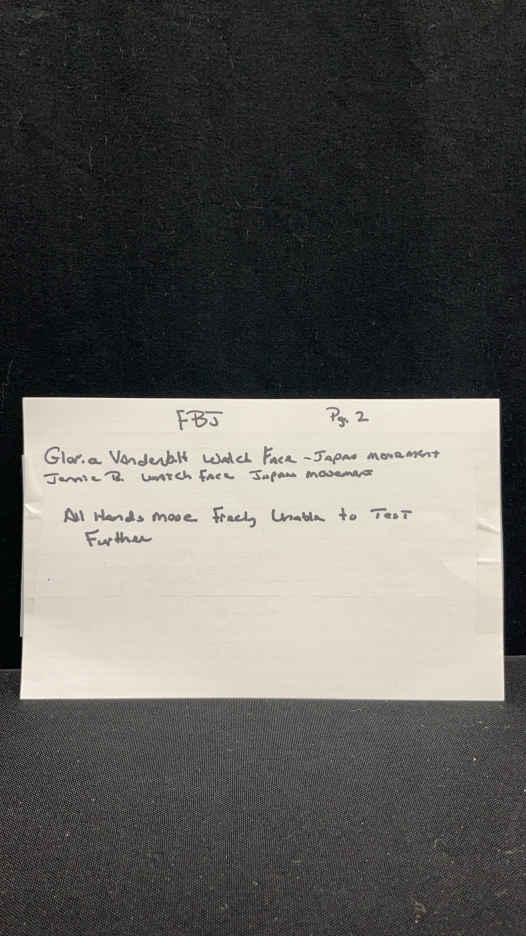 FBJ Pg. 2
Gloria Vanderbilt Watch Face - Japan movement
Jennie B. watch face Japan movement
All Hands move freely Unable to Test
Further